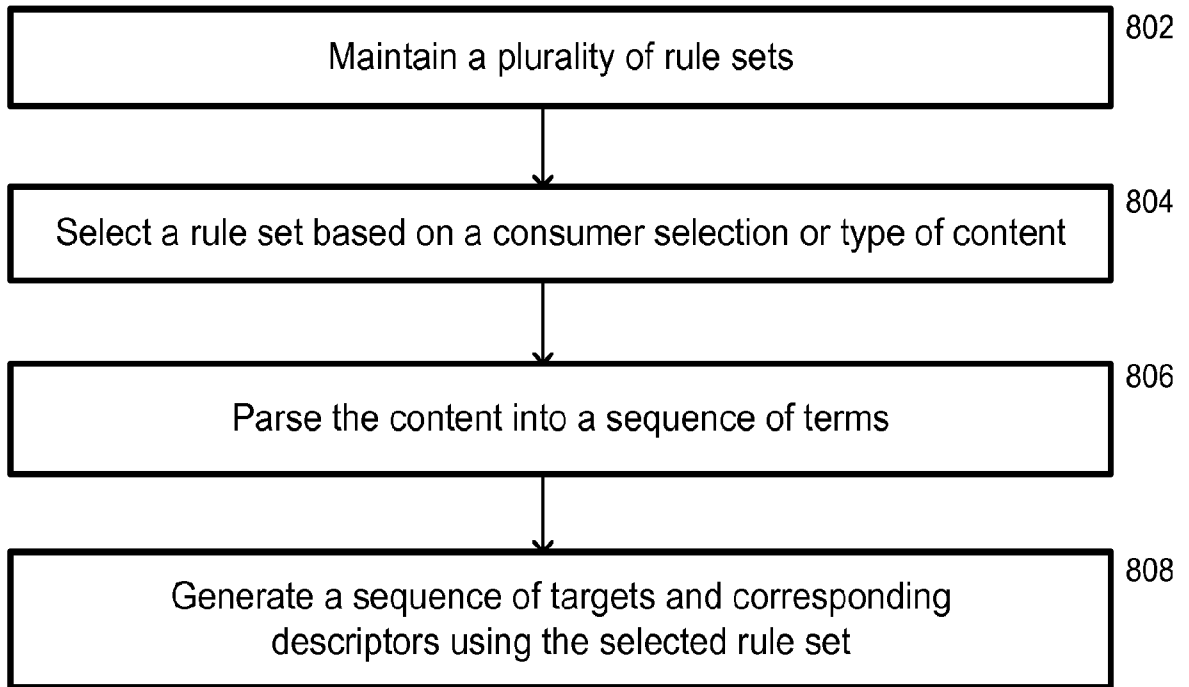 Maintain a plurality of rule sets
802
Select a rule set based on a consumer selection or type of content
804
Parse the content into a sequence of terms
806
Generate a sequence of targets and corresponding
descriptors using the selected rule set
808